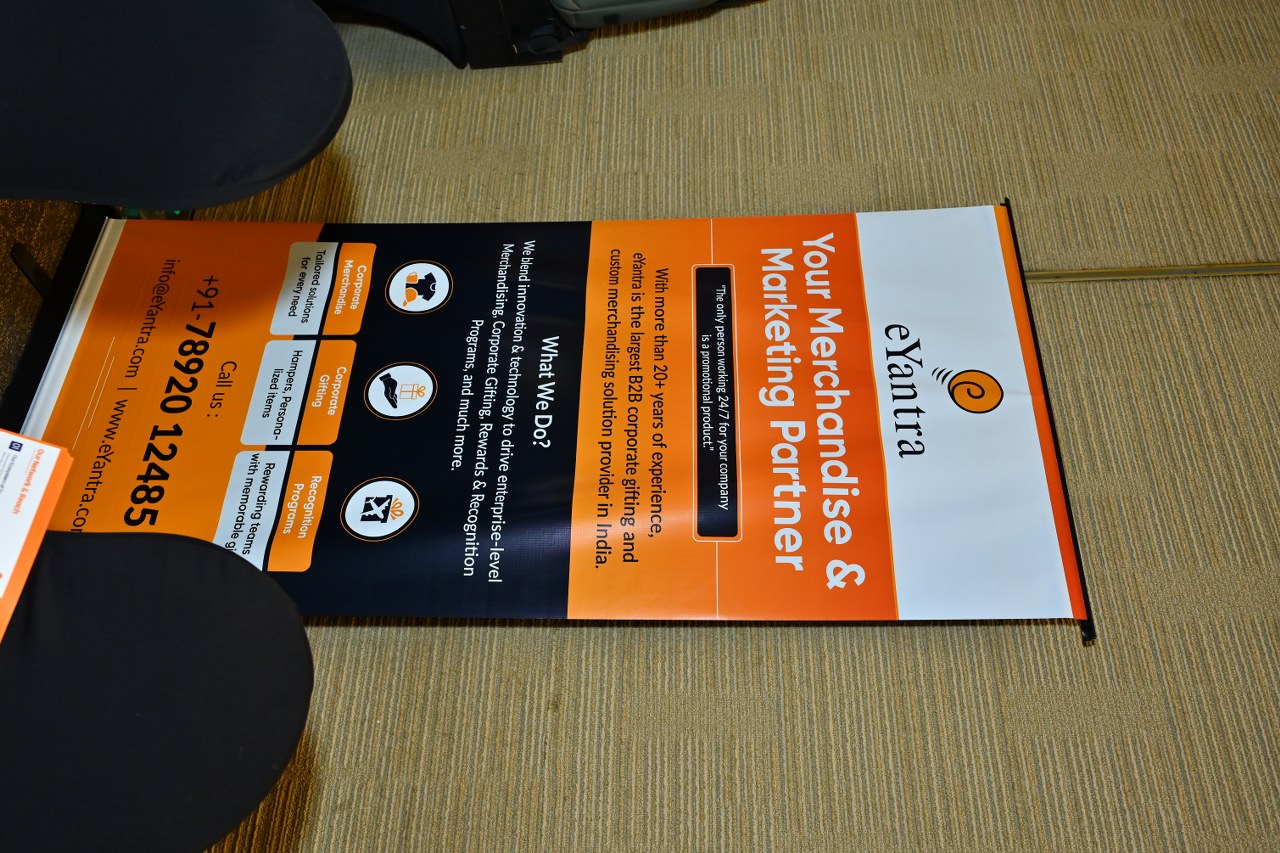 eYantra
Your Merchandise &
Marketing Partner
"The only person working 24/7 for your company
is a promotional product."
With more than 20+ years of experience,
eYantra is the largest B2B corporate gifting and
custom merchandising solution provider in India.
What We Do?
We blend innovation & technology to drive enterprise-level
Merchandising, Corporate Gifting, Rewards & Recognition
Programs, and much more.
Corporate
Merchandise
Tailored solutions
for every need
Corporate
Gifting
Hampers, Persona-
lized items
Recognition
Programs
Rewarding teams
with memorable
Call us :
+91-78920 12485
info@eYantra.com | www.eYantra.co
Our Network & Reach